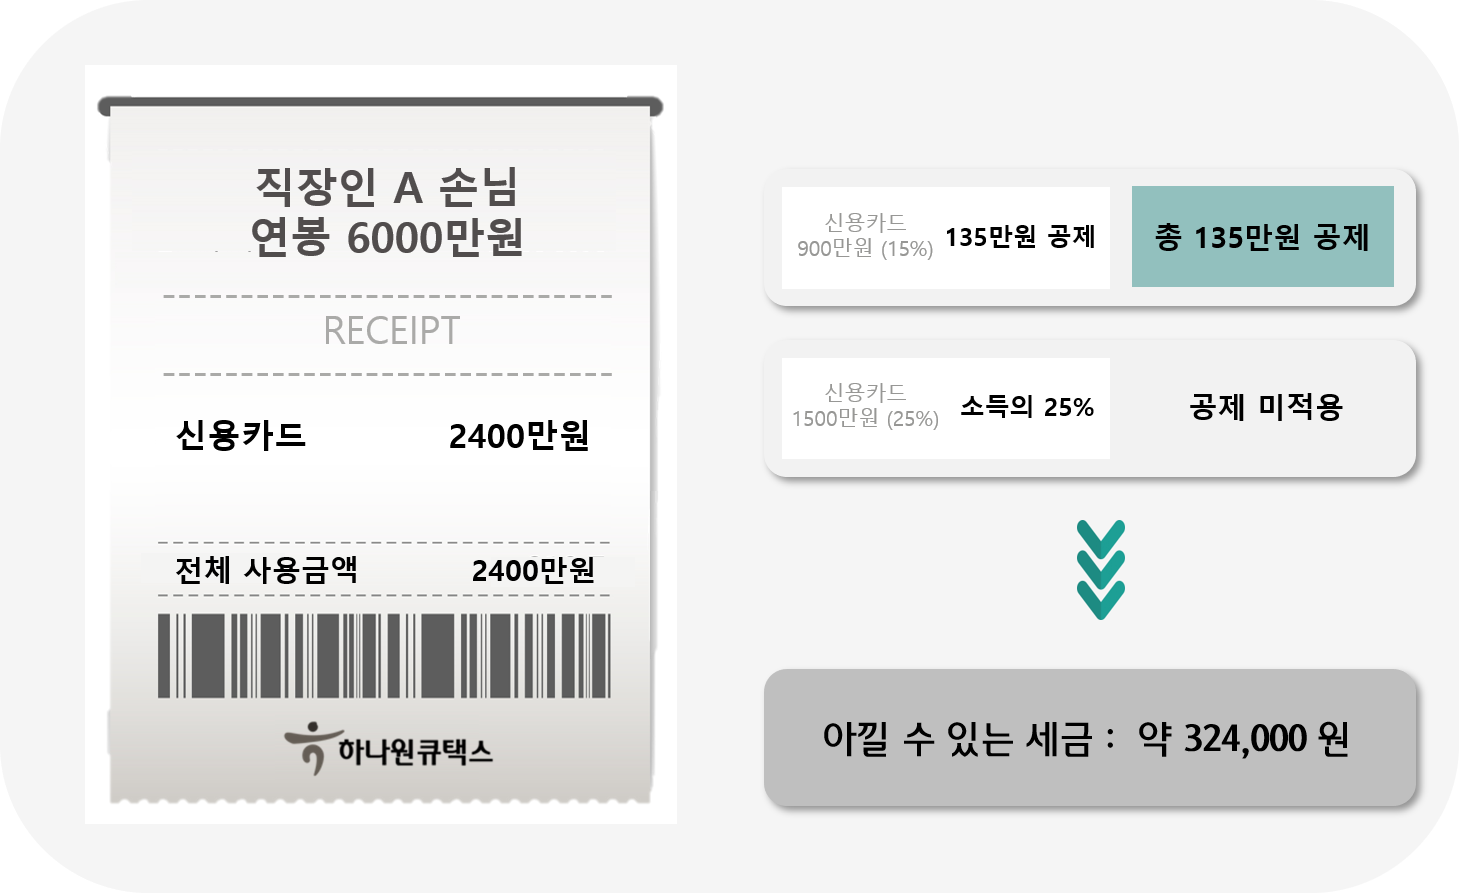 직장인 A 손님
연봉 6000만원
RECEIPT
신용카드 2400만원
전체 사용금액 2400만원
하나원큐택스
신용카드
900만원 (15%)
135만원 공제
총 135만원 공제
신용카드
1500만원 (25%)
소득의 25%
공제 미적용
아낄 수 있는 세금 : 약 324,000 원